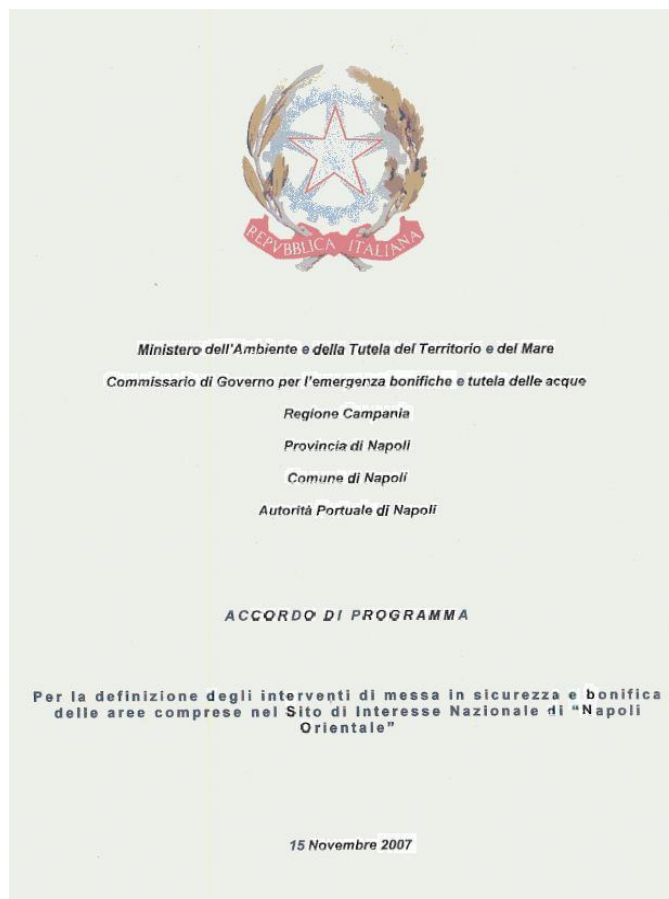 REPVBBLICA ITALIANA
Ministero dell'Ambiente e della Tutela del Territorio e del Mare
Commissario di Governo per l'emergenza bonifiche e tutela delle acque
Regione Campania
Provincia di Napoli
Comune di Napoli
Autorità Portuale di Napoli
ACCORDO DI PROGRAMMA
Per la definizione degli interventi di messa in sicurezza e bonifica
delle aree comprese nel Sito di Interesse Nazionale di "Napoli
Orientale"
15 Novembre 2007